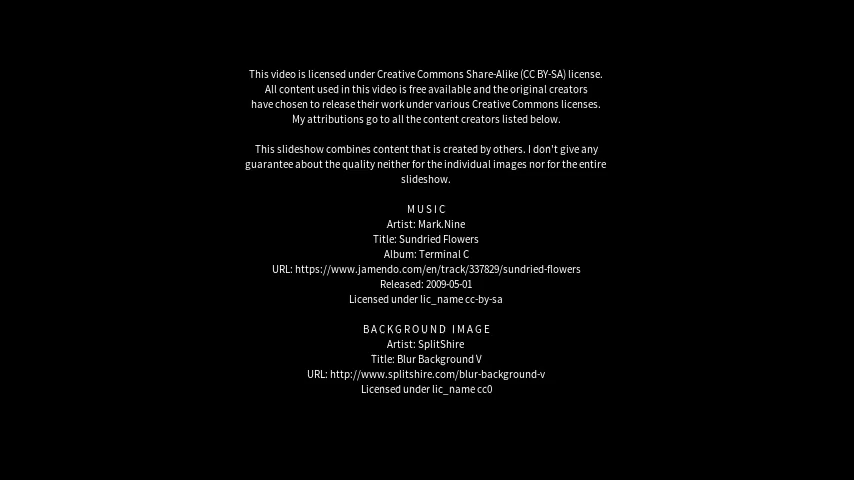 This video is licensed under Creative Commons Share-Alike (CC BY-SA) license.
All content used in this video is free available and the original creators
have chosen to release their work under various Creative Commons licenses.
My attributions go to all the content creators listed below.
This slideshow combines content that is created by others. I don't give any
guarantee about the quality neither for the individual images nor for the entire
slideshow.
MUSIC
Artist: Mark.Nine
Title: Sundried Flowers
Album: Terminal C
URL: https://www.jamendo.com/en/track/337829/sundried-flowers
Released: 2009-05-01
Licensed under lic_name cc-by-sa
BACKGROUND IMAGE
Artist: SplitShire
Title: Blur Background V
URL: http://www.splitshire.com/blur-background-v
Licensed under lic_name cc0